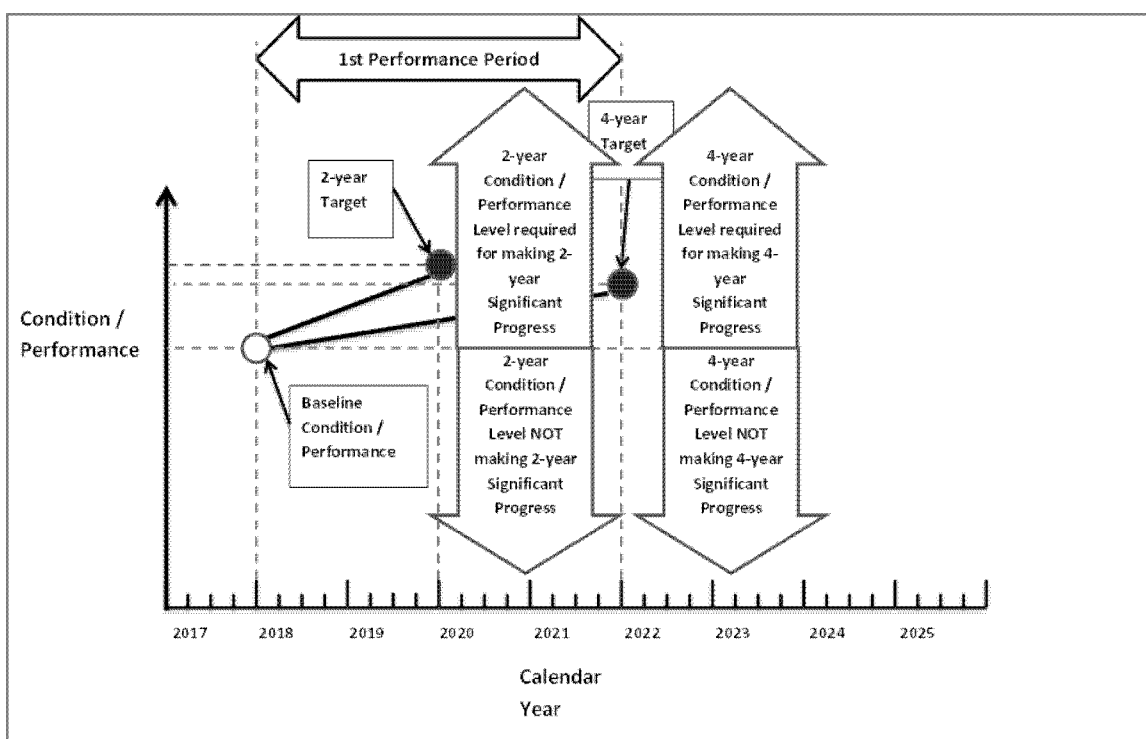 1st Performance Period
4-year
Target
2-year
Target
2-year
Condition /
Performance
Level required
for making 2-
year
Significant
Progress
4-year
Condition /
Performance
Level required
for making 4-
year
Significant
Progress
Condition /
Performance
Baseline
Condition /
Performance
2-year
Condition /
Performance
Level NOT
making 2-year
Significant
Progress
4-year
Condition /
Performance
Level NOT
making 4-year
Significant
Progress
2017 2018 2019 2020 2021 2022 2023 2024 2025
Calendar
Year